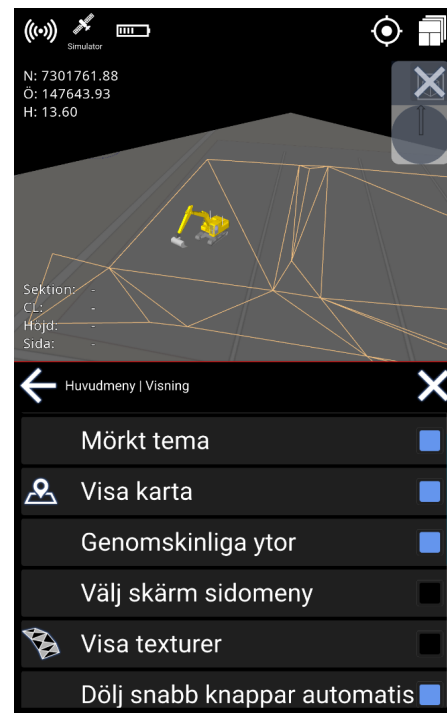 Simulator
N: 7301761.88
Ö: 147643.93
H: 13.60
Sektion: -
CL: -
Höjd: -
Sida: -
Huvudmeny | Visning
Mörkt tema
Visa karta
Genomskinliga ytor
Välj skärm sidomeny
Visa texturer
Dölj snabb knappar automatis